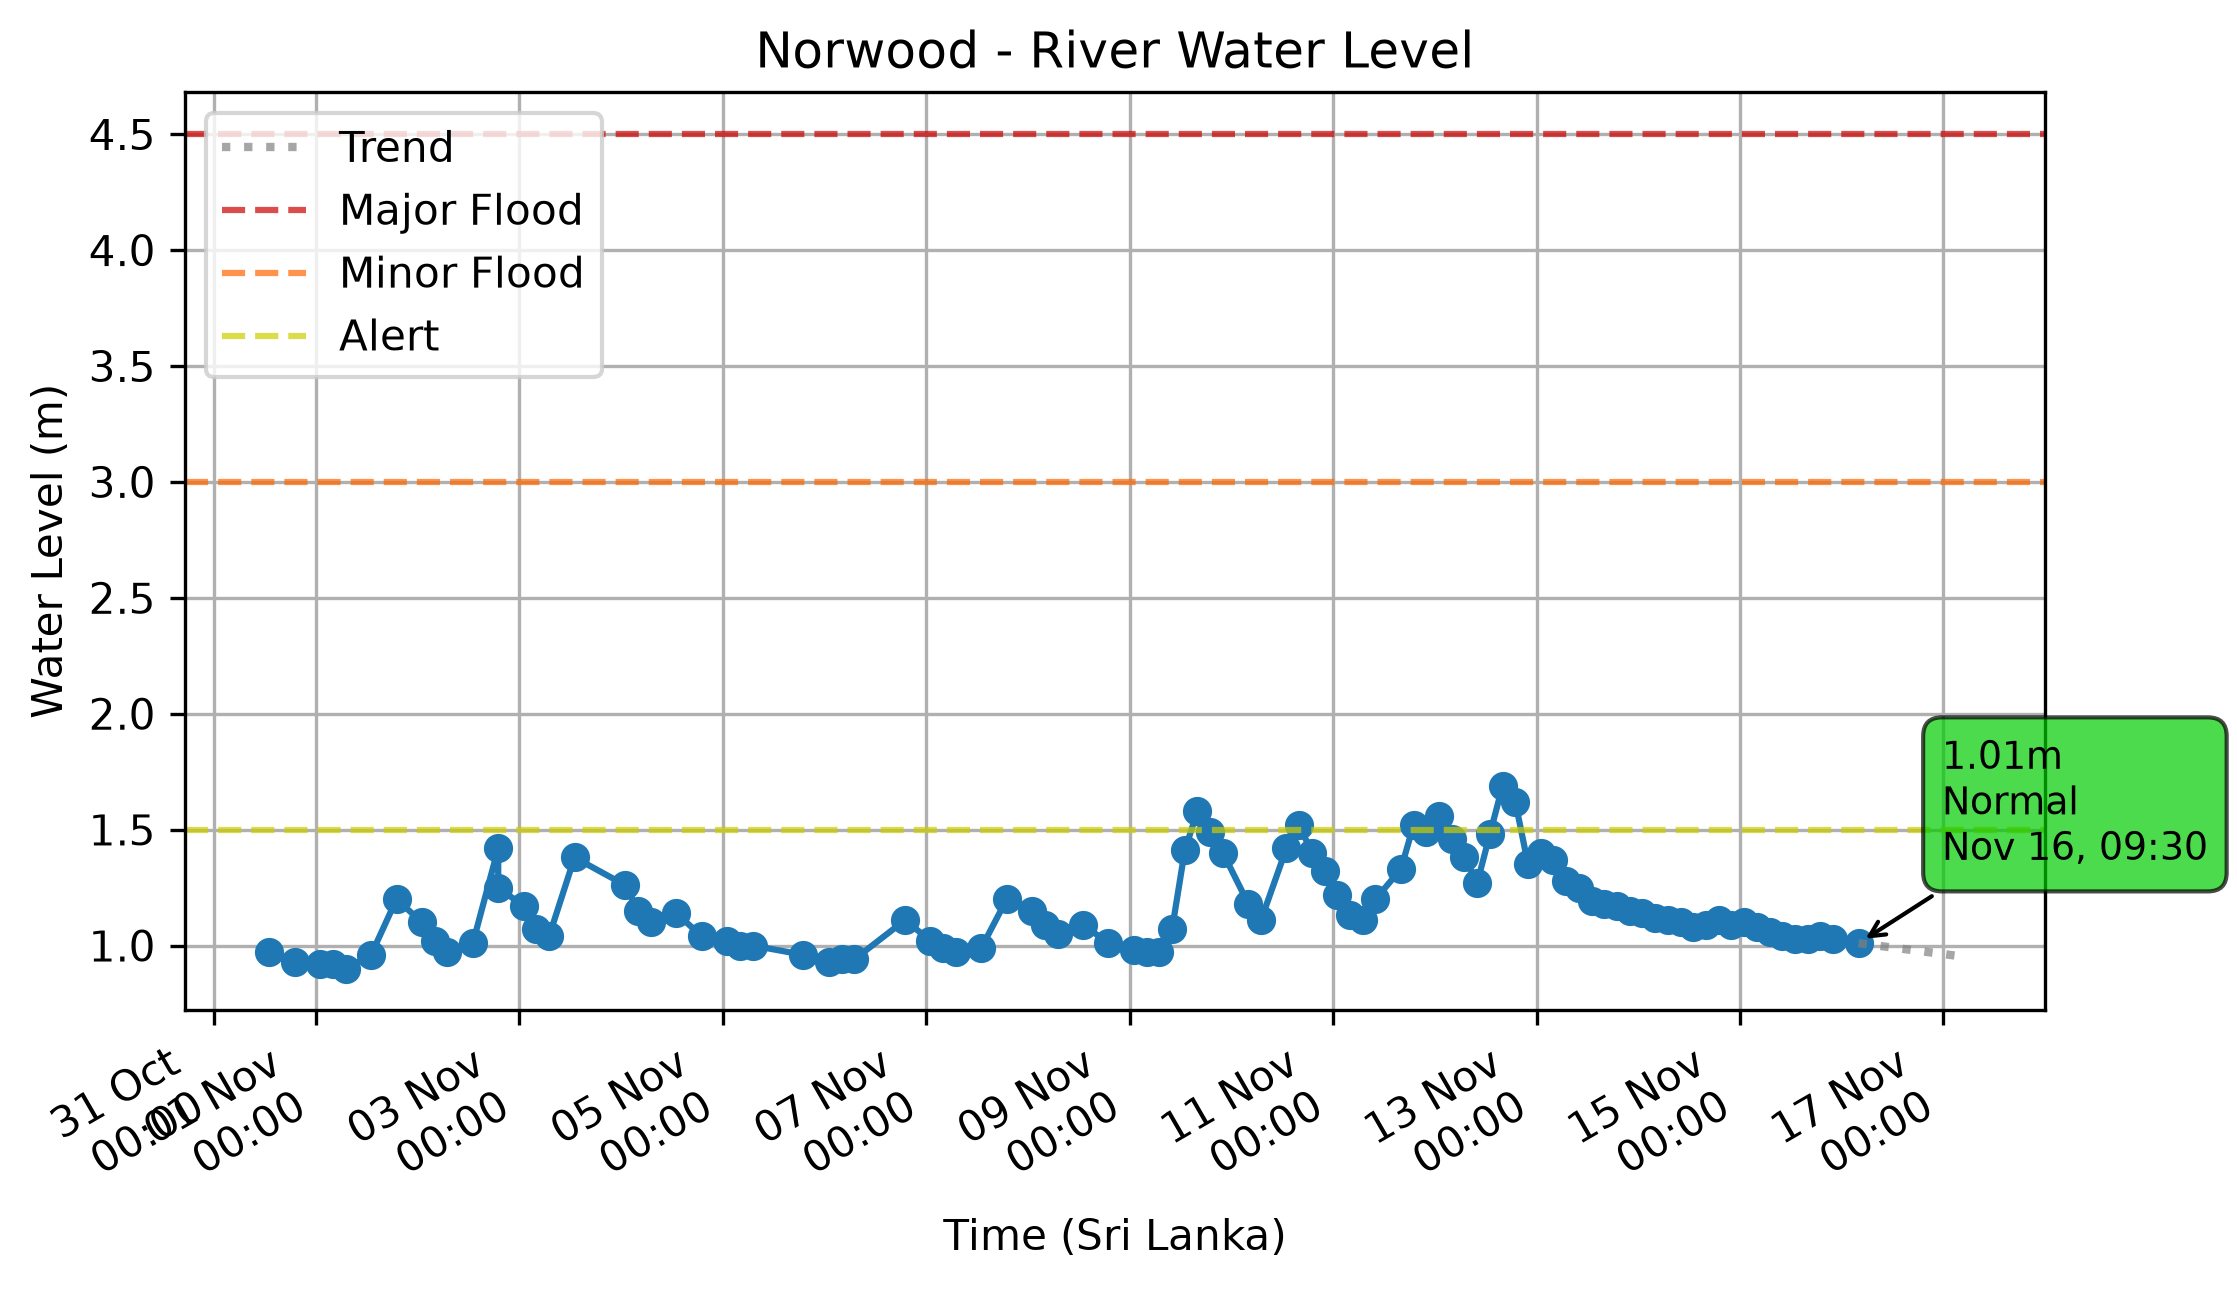 Norwood - River Water Level
Trend
Major Flood
Minor Flood
Alert
4.5
4.0
3.5
3.0
2.5
2.0
1.5
1.0
Water Level (m)
1.01m
Normal
Nov 16, 09:30
31 Oct
00:00
01 Nov
00:00
03 Nov
00:00
05 Nov
00:00
07 Nov
00:00
09 Nov
00:00
11 Nov
00:00
13 Nov
00:00
15 Nov
00:00
17 Nov
00:00
Time (Sri Lanka)